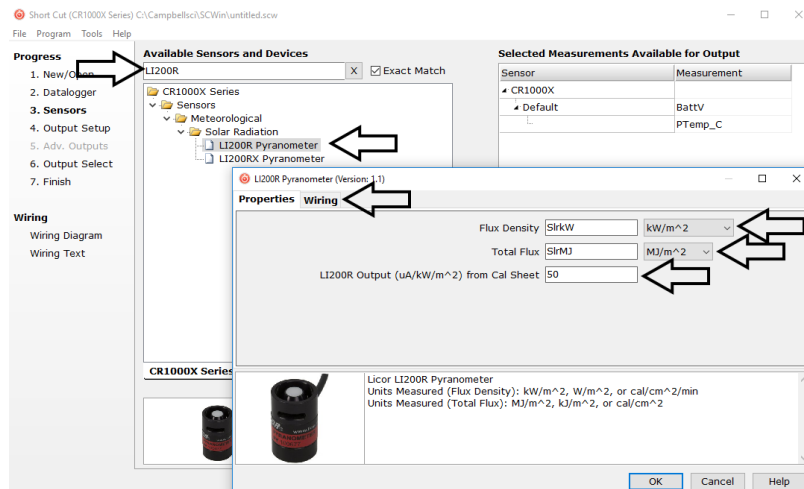 Short Cut (CR1000X Series) C:\Campbellsci\SCWin\untitled.scw
File Program Tools Help
Progress
1. New/Open
2. Datalogger
3. Sensors
4. Output Setup
5. Adv. Outputs
6. Output Select
7. Finish
Wiring
Wiring Diagram
Wiring Text
Available Sensors and Devices
LI200R X Exact Match
CR1000X Series
Sensors
Meteorological
Solar Radiation
LI200R Pyranometer
LI200RX Pyranometer
CR1000X Series
Selected Measurements Available for Output
Sensor Measurement
CR1000X
Default BattV
PTemp_C
LI200R Pyranometer (Version: 1.1)
Properties Wiring
Flux Density SlrkW kW/m^2
Total Flux SlrMJ MJ/m^2
LI200R Output (uA/kW/m^2) from Cal Sheet 50
Licor LI200R Pyranometer
Units Measured (Flux Density): kW/m^2, W/m^2, or cal/cm^2/min
Units Measured (Total Flux): MJ/m^2, kJ/m^2, or cal/cm^2
OK Cancel Help